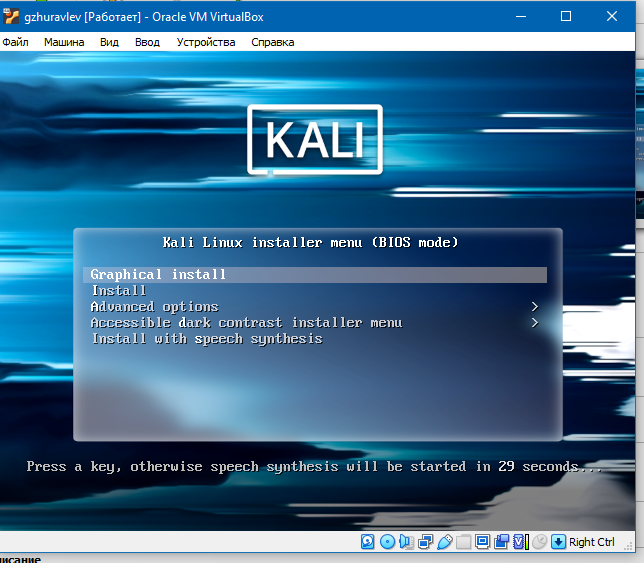 gzhuravlev [Работает] - Oracle VM VirtualBox
Файл Машина Вид Ввод Устройства Справка
KALI
Kali Linux installer menu (BIOS mode)
Graphical install
Install
Advanced options >
Accessible dark contrast installer menu >
Install with speech synthesis
Press a key, otherwise speech synthesis will be started in 29 seconds...
Right Ctrl